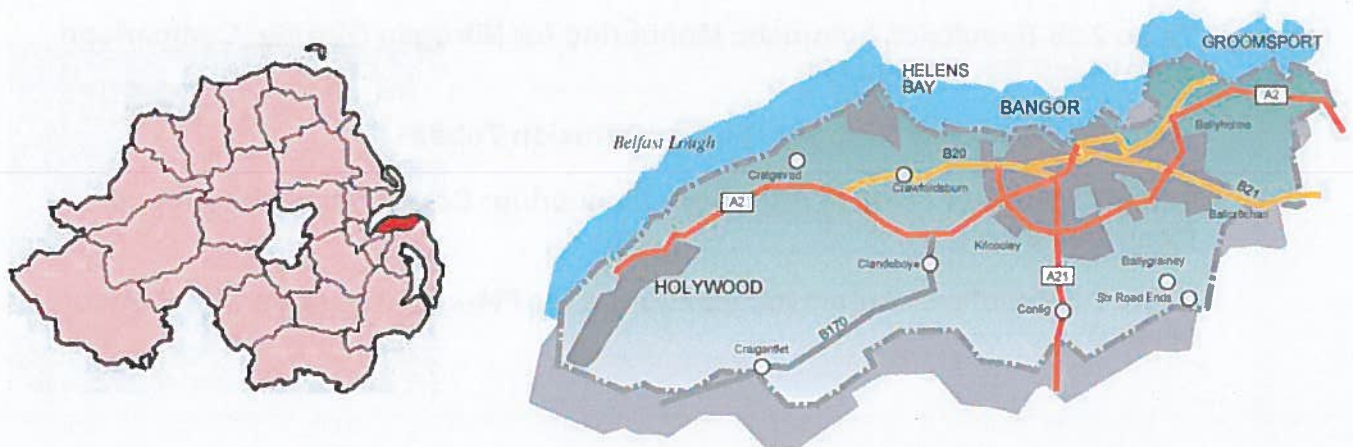 GROOMSPORT
HELENS
BAY
BANGOR
A2
Ballyholme
Belfast Lough
Craigavad
B20
Crawfordsburn
B21
A2
Kilcooley
Clandeboye
Ballygrainey
HOLYWOOD
A21
Six Road Ends
Conlig
B170
Craigantlet